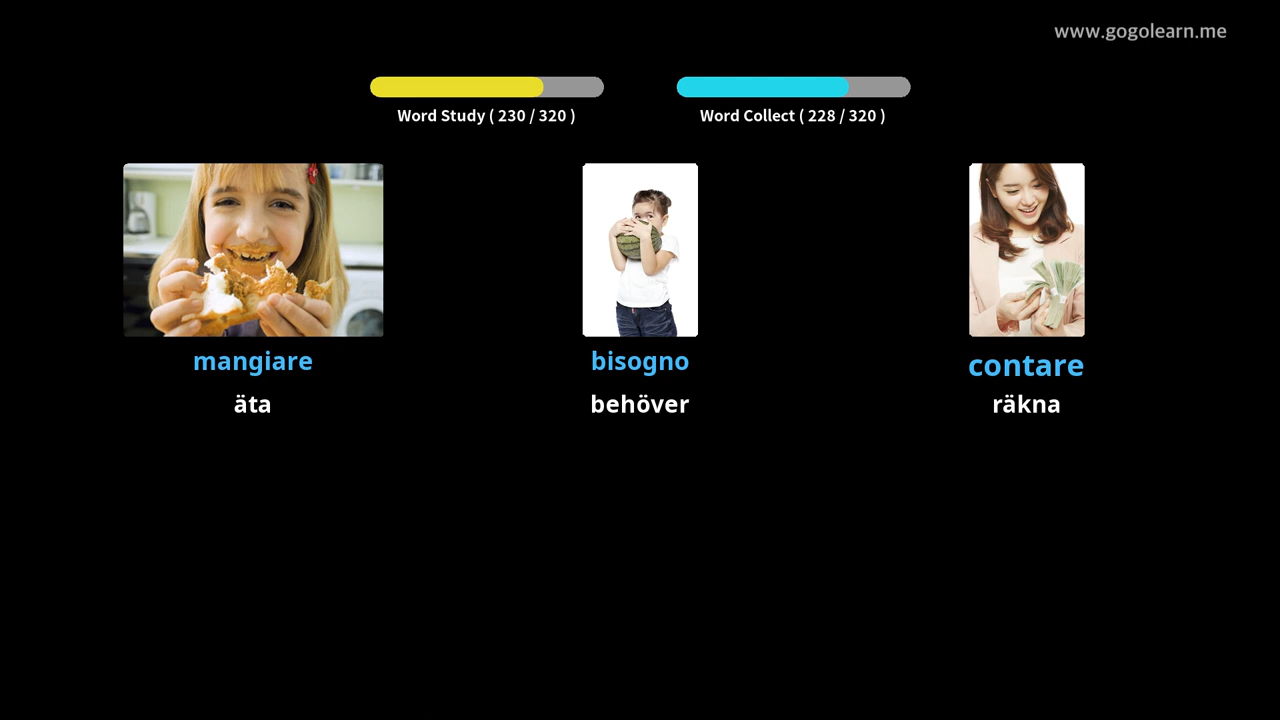 www.gogolearn.me
Word Study ( 230 / 320 )
Word Collect ( 228 / 320 )
mangiare
äta
bisogno
behöver
contare
räkna